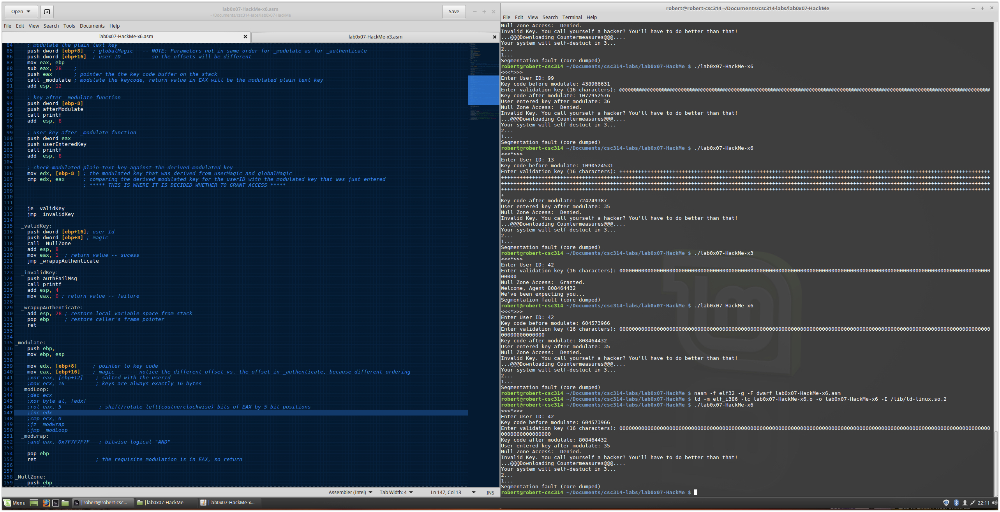 Open
lab0x07-HackMe-x6.asm
~/Documents/csc314-labs/lab0x07-HackMe
Save
File Edit View Search Tools Documents Help
lab0x07-HackMe-x6.asm
lab0x07-HackMe-x3.asm
84 ; modulate the plain text key
85 push dword [ebp+8] ; globalMagic -- NOTE: Parameters not in same order for _modulate as for _authenticate
86 push dword [ebp+16] ; user ID -- so the offsets will be different
87 mov eax, ebp
88 sub eax, 28 ;
89 push eax ; pointer the the key code buffer on the stack
90 call _modulate ; modulate the keycode, return value in EAX will be the modulated plain text key
91 add esp, 12
92
93 ; key after _modulate function
94 push dword [ebp-8]
95 push afterModulate
96 call printf
97 add esp, 8
98
99 ; user key after _modulate function
100 push dword eax
101 push userEnteredKey
102 call printf
103 add esp, 8
104
105 ; check modulated plain text key against the derived modulated key
106 mov edx, [ebp-8 ] ; the modulated key that was derived from userMagic and globalMagic
107 cmp edx, eax ; comparing the derived modulated key for the userID with the modulated key that was just entered
108 ; ***** THIS IS WHERE IT IS DECIDED WHETHER TO GRANT ACCESS *****
109
110
111
112 je _validKey
113 jmp _invalidKey
114
115 _validKey:
116 push dword [ebp+16]; user Id
117 push dword [ebp+8] ; magic
118 call _NullZone
119 add esp, 8
120 mov eax, 1 ; return value -- sucess
121 jmp _wrapupAuthenticate
122
123 _invalidKey:
124 push authFailMsg
125 call printf
126 add esp, 4
127 mov eax, 0 ; return value -- failure
128
129 _wrapupAuthenticate:
130 add esp, 28 ; restore local variable space from stack
131 pop ebp ; restore caller's frame pointer
132 ret
133
134
135 _modulate:
136 push ebp,
137 mov ebp, esp
138
139 mov edx, [ebp+8] ; pointer to key code
140 mov eax, [ebp+16] ; magic -- notice the different offset vs. the offset in _authenticate, because different ordering
141 ;xor eax, [ebp+12] ; salted with the userId
142 ;mov ecx, 16 ; keys are always exactly 16 bytes
143 _modLoop:
144 ;dec ecx
145 ;xor byte al, [edx]
146 ;rol eax, 5 ; shift/rotate left(coutnerclockwise) bits of EAX by 5 bit positions
147 ;inc edx
148 ;cmp ecx, 0
149 ;jz _modwrap
150 ;jmp _modLoop
151 _modwrap:
152 ;and eax, 0x7F7F7F7F ; bitwise logical "AND"
153
154 pop ebp
155 ret ; the requisite modulation is in EAX, so return
156
157
158 _NullZone:
159 push ebp
Assembler (Intel) Tab Width: 4 Ln 147, Col 13 INS
robert@robert-csc314 ~/Documents/csc314-labs/lab0x07-HackMe
File Edit View Search Terminal Help
Null Zone Access:  Denied.
Invalid Key. You call yourself a hacker? You'll have to do better than that!
...@@@Downloading Countermeasures@@@....
Your system will self-destuct in 3...
2...
1...
Segmentation fault (core dumped)
robert@robert-csc314 ~/Documents/csc314-labs/lab0x07-HackMe $ ./lab0x07-HackMe-x6
<<<*>>>
Enter User ID: 99
Key code before modulate: 438966631
Enter validation key (16 characters): @@@@@@@@@@@@@@@@@@@@@@@@@@@@@@@@@@@@@@@@@@@@@@@@@@@@@@@@@@@@@@@@@@@@@@@@@@@@@@@@@@@@@@@@@@@@@@@@@@@@@@@@@@@@@@@@@@@@@@@
Key code after modulate: 1077952576
User entered key after modulate: 36
Null Zone Access:  Denied.
Invalid Key. You call yourself a hacker? You'll have to do better than that!
...@@@Downloading Countermeasures@@@....
Your system will self-destuct in 3...
2...
1...
Segmentation fault (core dumped)
robert@robert-csc314 ~/Documents/csc314-labs/lab0x07-HackMe $ ./lab0x07-HackMe-x6
<<<*>>>
Enter User ID: 13
Key code before modulate: 1090524531
Enter validation key (16 characters): +++++++++++++++++++++++++++++++++++++++++++++++++++++++++++++++++++++++++++++++++++++++++++++++++++++++++++++++++++++++
+++++++++++++++++++++++++++++++++++++++++++++++++++++++++++++++++++++++++++++++++++++++++++++++++++++++++++++++++++++++++++++++++++++++++++++++++++++++++++++
+++++++++++++++++++++++++++++++++++++++++++++++++++++++++++++++++++++++++++++++++++++++++++++++++++++++++++++++++++++++++++++++++++++++++++++++++++++++++++++
+++++++++++++++++++++++++++++++++++++++++++++++++++++++++++++++++++++++++++++++++++++++++++++++++++++++++++++++++++++++++++++++++++++++++++++++++++++++++++++
+
Key code after modulate: 724249387
User entered key after modulate: 35
Null Zone Access:  Denied.
Invalid Key. You call yourself a hacker? You'll have to do better than that!
...@@@Downloading Countermeasures@@@....
Your system will self-destuct in 3...
2...
1...
Segmentation fault (core dumped)
robert@robert-csc314 ~/Documents/csc314-labs/lab0x07-HackMe $ ./lab0x07-HackMe-x3
<<<*>>>
Enter User ID: 42
Enter validation key (16 characters): 00000000000000000000000000000000000000000000000000000000000000000000000000000000000000000000000000000000000000000000000
00000
Null Zone Access:  Granted.
Welcome, Agent 808464432
We've been expecting you...
Segmentation fault (core dumped)
robert@robert-csc314 ~/Documents/csc314-labs/lab0x07-HackMe $ ./lab0x07-HackMe-x6
<<<*>>>
Enter User ID: 42
Key code before modulate: 604573966
Enter validation key (16 characters): 00000000000000000000000000000000000000000000000000000000000000000000000000000000000000000000000000000000000000000000000
00000000000000
Key code after modulate: 808464432
User entered key after modulate: 35
Null Zone Access:  Denied.
Invalid Key. You call yourself a hacker? You'll have to do better than that!
...@@@Downloading Countermeasures@@@....
Your system will self-destuct in 3...
2...
1...
Segmentation fault (core dumped)
robert@robert-csc314 ~/Documents/csc314-labs/lab0x07-HackMe $ nasm -f elf32 -g -F dwarf lab0x07-HackMe-x6.asm
robert@robert-csc314 ~/Documents/csc314-labs/lab0x07-HackMe $ ld -m elf_i386 -lc lab0x07-HackMe-x6.o -o lab0x07-HackMe-x6 -I /lib/ld-linux.so.2
robert@robert-csc314 ~/Documents/csc314-labs/lab0x07-HackMe $ ./lab0x07-HackMe-x6
<<<*>>>
Enter User ID: 42
Key code before modulate: 604573966
Enter validation key (16 characters): 00000000000000000000000000000000000000000000000000000000000000000000000000000000000000000000000000000000000000000000000
0000000000000000
Key code after modulate: 808464432
User entered key after modulate: 35
Null Zone Access:  Denied.
Invalid Key. You call yourself a hacker? You'll have to do better than that!
...@@@Downloading Countermeasures@@@....
Your system will self-destuct in 3...
2...
1...
Segmentation fault (core dumped)
robert@robert-csc314 ~/Documents/csc314-labs/lab0x07-HackMe $
Menu
robert@robert-csc...
lab0x07-HackMe
lab0x07-HackMe-x...
22:11